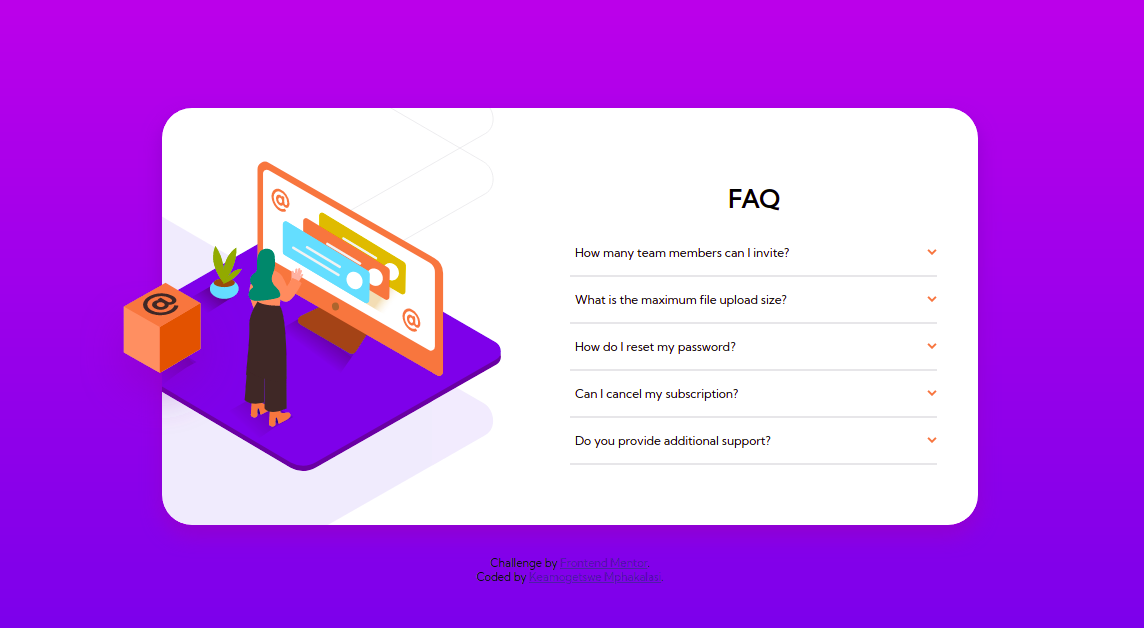 FAQ
How many team members can I invite?
What is the maximum file upload size?
How do I reset my password?
Can I cancel my subscription?
Do you provide additional support?
Challenge by Frontend Mentor.
Coded by